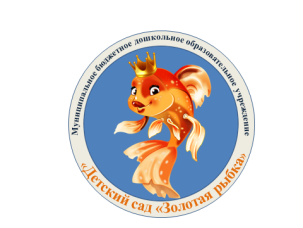 Муниципальное бюджетное дошкольное образовательное учреждение
«Детский сад «Золотая рыбка»